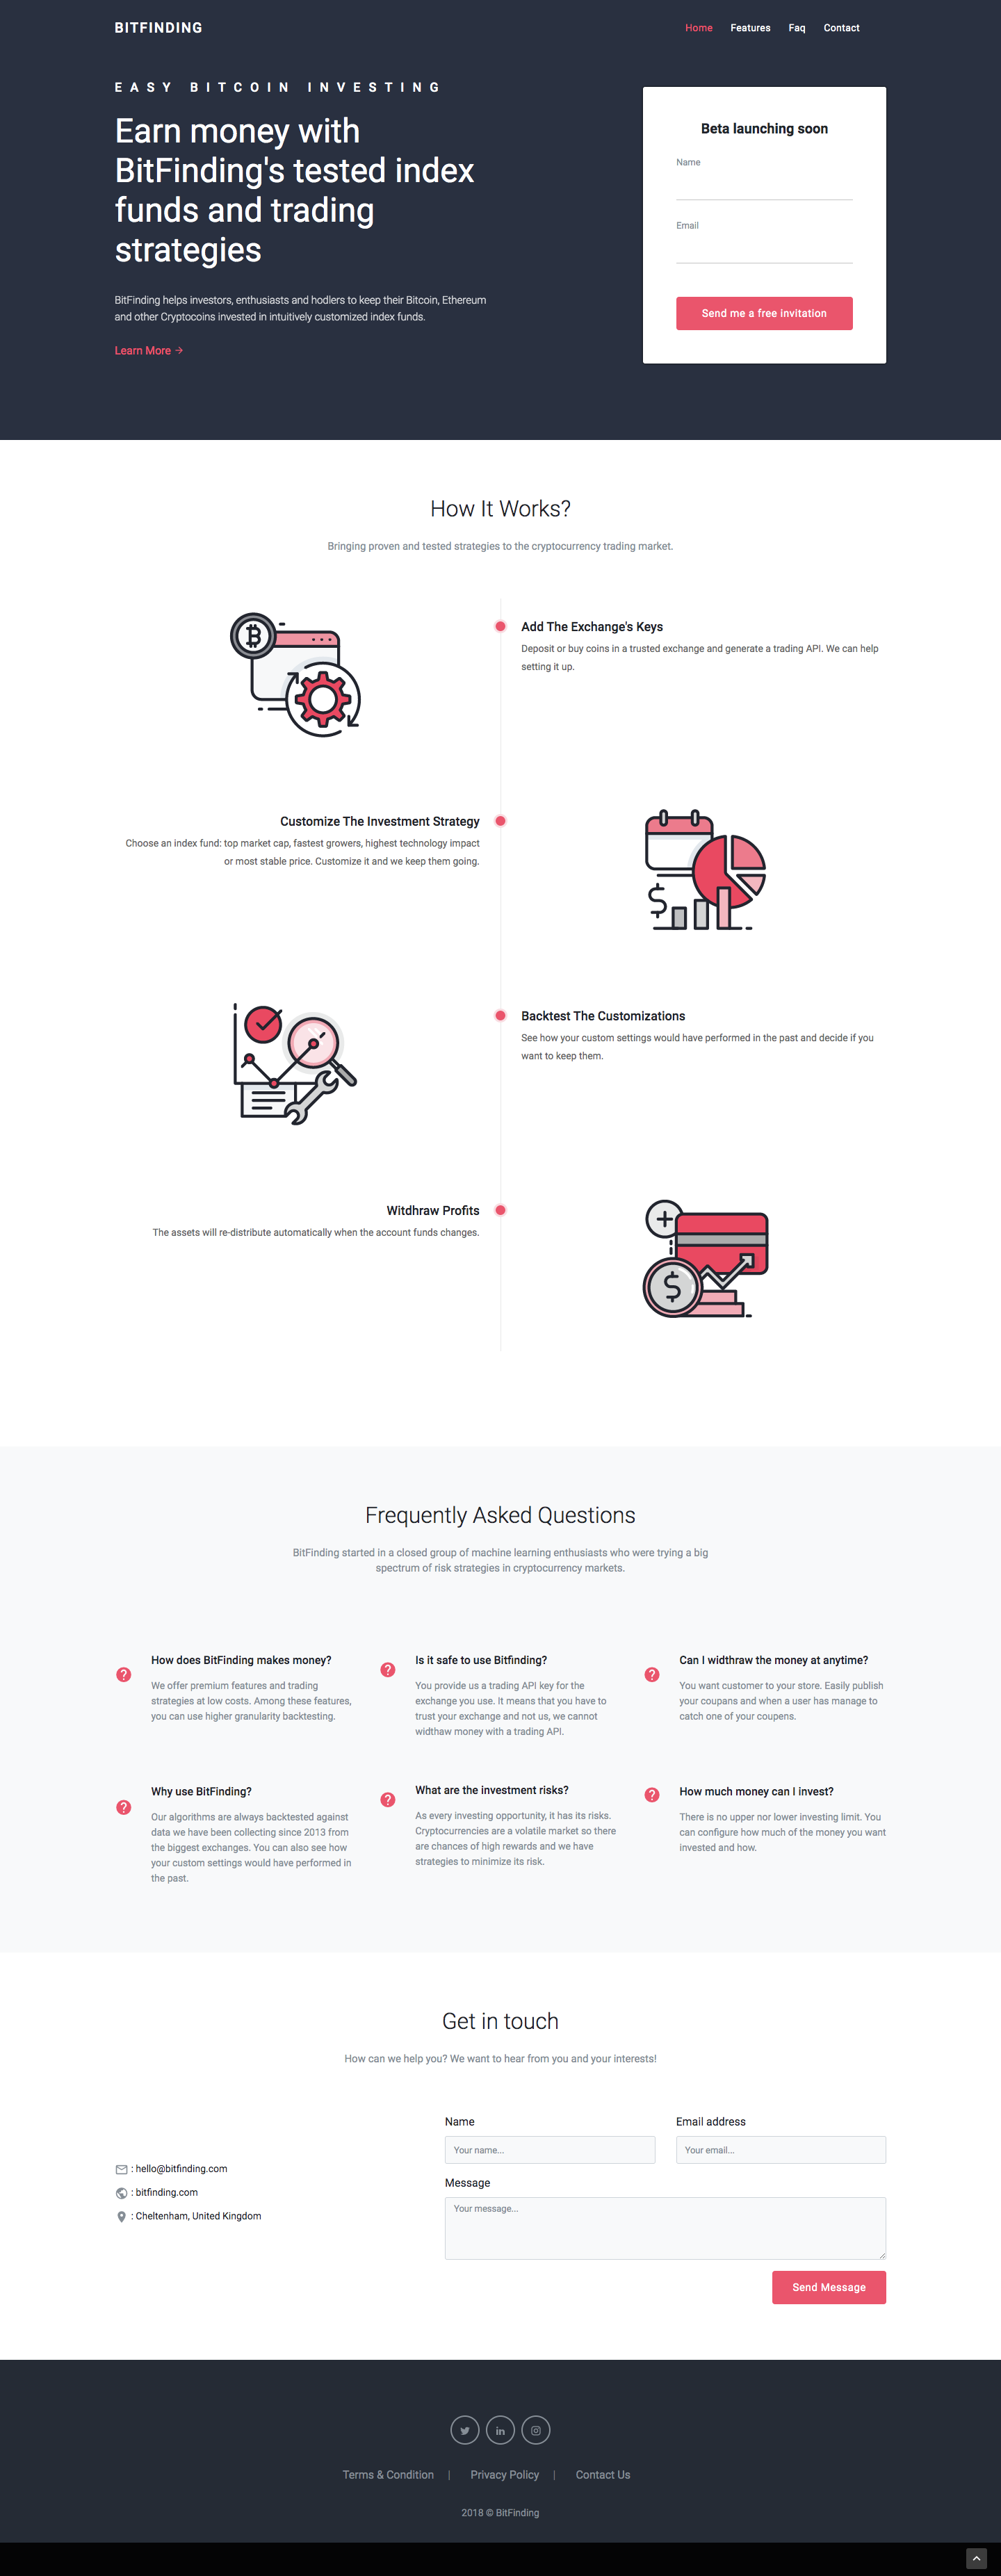 BITFINDING
Home Features Faq Contact
EASY BITCOIN INVESTING
Earn money with
BitFinding's tested index
funds and trading
strategies
BitFinding helps investors, enthusiasts and hodlers to keep their Bitcoin, Ethereum
and other Cryptocoins invested in intuitively customized index funds.
Learn More →
Beta launching soon
Name
Email
Send me a free invitation
How It Works?
Bringing proven and tested strategies to the cryptocurrency trading market.
Add The Exchange's Keys
Deposit or buy coins in a trusted exchange and generate a trading API. We can help
setting it up.
Customize The Investment Strategy
Choose an index fund: top market cap, fastest growers, highest technology impact
or most stable price. Customize it and we keep them going.
Backtest The Customizations
See how your custom settings would have performed in the past and decide if you
want to keep them.
Witdhraw Profits
The assets will re-distribute automatically when the account funds changes.
Frequently Asked Questions
BitFinding started in a closed group of machine learning enthusiasts who were trying a big
spectrum of risk strategies in cryptocurrency markets.
How does BitFinding makes money?
We offer premium features and trading
strategies at low costs. Among these features,
you can use higher granularity backtesting.
Is it safe to use Bitfinding?
You provide us a trading API key for the
exchange you use. It means that you have to
trust your exchange and not us, we cannot
widthaw money with a trading API.
Can I widthraw the money at anytime?
You want customer to your store. Easily publish
your coupans and when a user has manage to
catch one of your coupens.
Why use BitFinding?
Our algorithms are always backtested against
data we have been collecting since 2013 from
the biggest exchanges. You can also see how
your custom settings would have performed in
the past.
What are the investment risks?
As every investing opportunity, it has its risks.
Cryptocurrencies are a volatile market so there
are chances of high rewards and we have
strategies to minimize its risk.
How much money can I invest?
There is no upper nor lower investing limit. You
can configure how much of the money you want
invested and how.
Get in touch
How can we help you? We want to hear from you and your interests!
: hello@bitfinding.com
: bitfinding.com
: Cheltenham, United Kingdom
Name
Your name...
Email address
Your email...
Message
Your message...
Send Message
Terms & Condition | Privacy Policy | Contact Us
2018 © BitFinding